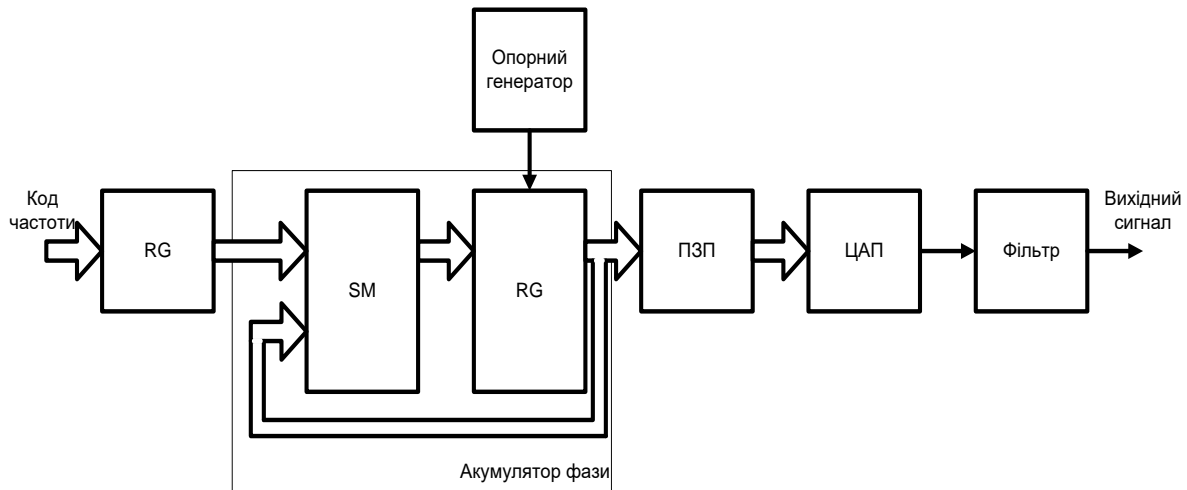 Опорний
генератор
Код
частоти
RG
SM
RG
ПЗП
ЦАП
Фільтр
Вихідний
сигнал
Акумулятор фази